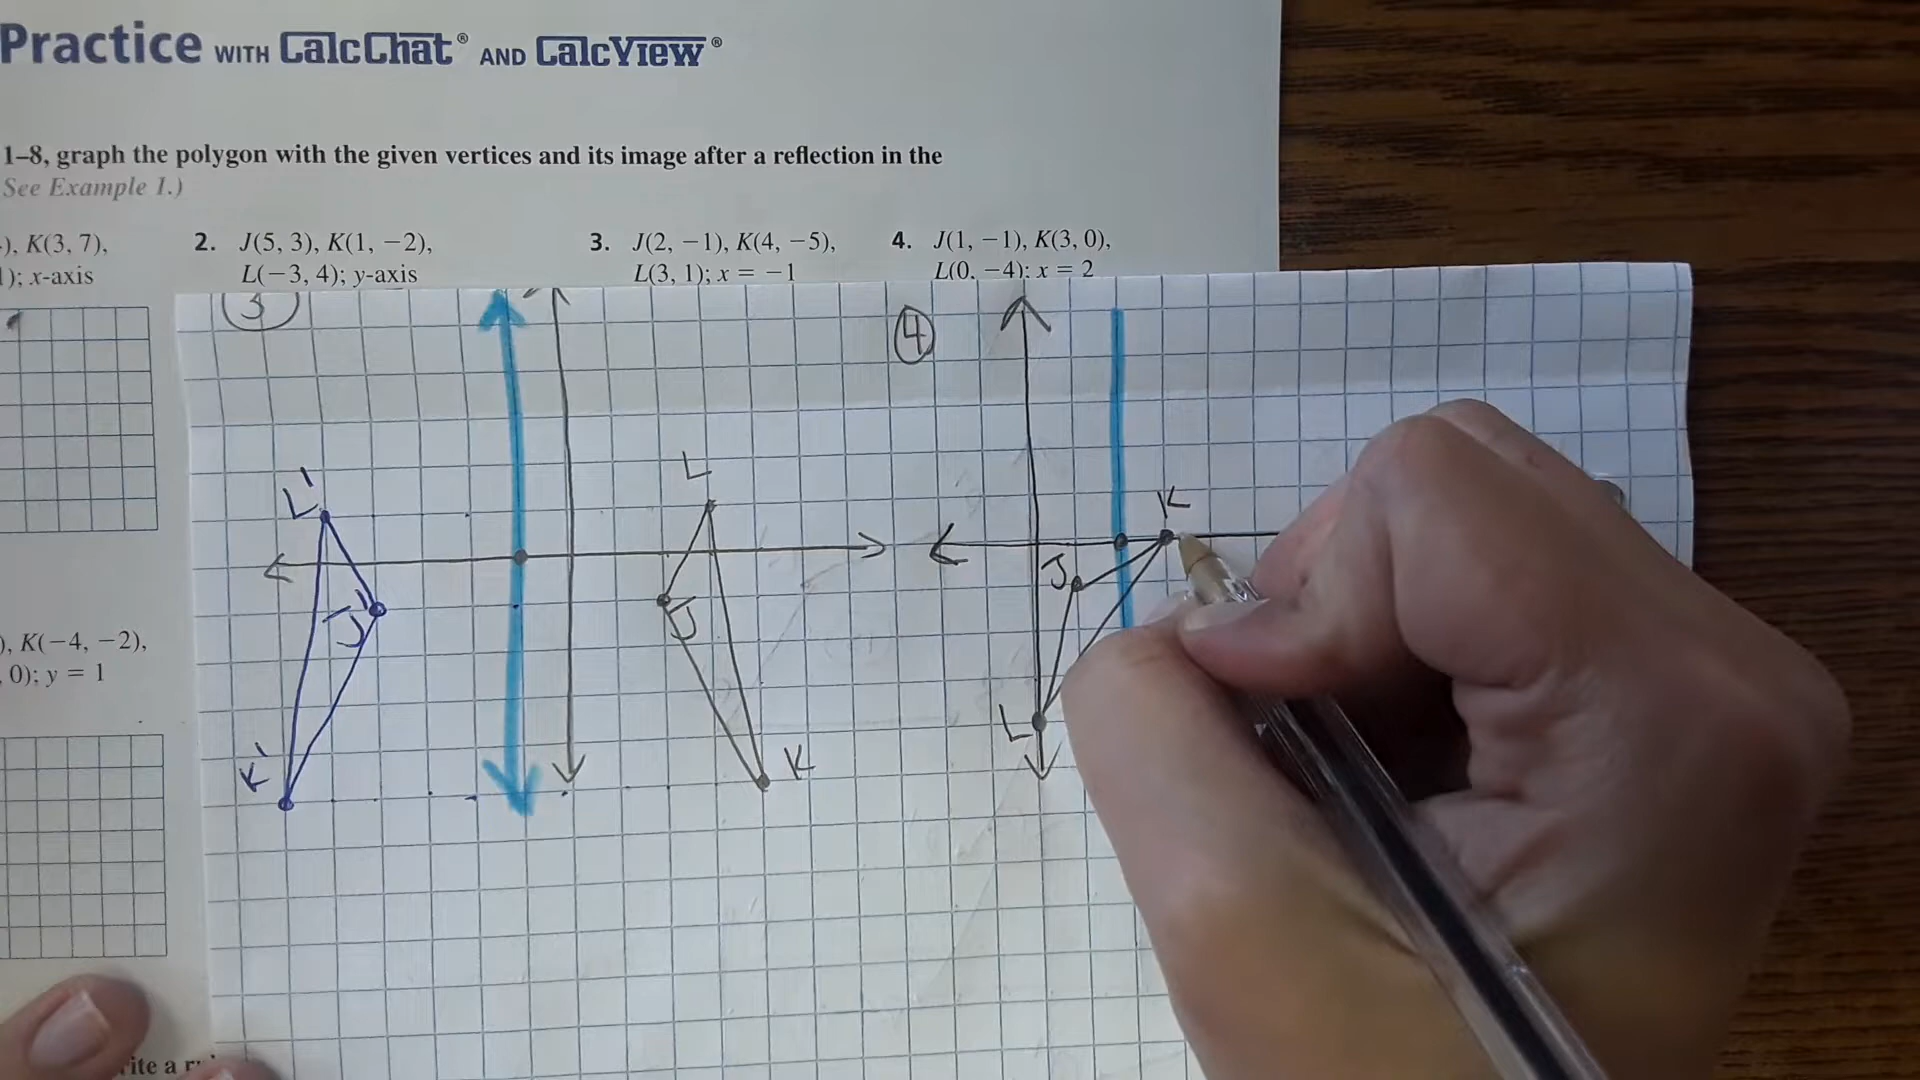 Practice WITH CalcChat® AND CalcView®
1–8, graph the polygon with the given vertices and its image after a reflection in the
See Example 1.)
), K(3, 7),
); x-axis
2. J(5, 3), K(1, −2),
L(−3, 4); y-axis
3. J(2, −1), K(4, −5),
L(3, 1); x = −1
4. J(1, −1), K(3, 0),
L(0, −4); x = 2
3
4
L'
J'
K'
L
J
K
K
J
L
), K(−4, −2),
0); y = 1
ite a